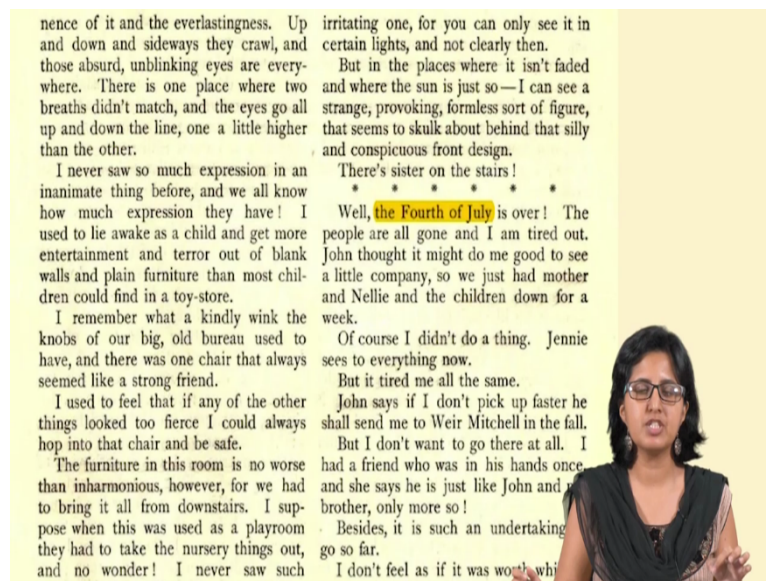 nence of it and the everlastingness. Up
and down and sideways they crawl, and
those absurd, unblinking eyes are every-
where. There is one place where two
breaths didn't match, and the eyes go all
up and down the line, one a little higher
than the other.
I never saw so much expression in an
inanimate thing before, and we all know
how much expression they have! I
used to lie awake as a child and get more
entertainment and terror out of blank
walls and plain furniture than most chil-
dren could find in a toy-store.
I remember what a kindly wink the
knobs of our big, old bureau used to
have, and there was one chair that always
seemed like a strong friend.
I used to feel that if any of the other
things looked too fierce I could always
hop into that chair and be safe.
The furniture in this room is no worse
than inharmonious, however, for we had
to bring it all from downstairs. I sup-
pose when this was used as a playroom
they had to take the nursery things out,
and no wonder! I never saw such
irritating one, for you can only see it in
certain lights, and not clearly then.
But in the places where it isn't faded
and where the sun is just so—I can see a
strange, provoking, formless sort of figure,
that seems to skulk about behind that silly
and conspicuous front design.
There's sister on the stairs!
* * * * * *
Well, the Fourth of July is over! The
people are all gone and I am tired out.
John thought it might do me good to see
a little company, so we just had mother
and Nellie and the children down for a
week.
Of course I didn't do a thing. Jennie
sees to everything now.
But it tired me all the same.
John says if I don't pick up faster he
shall send me to Weir Mitchell in the fall.
But I don't want to go there at all. I
had a friend who was in his hands once,
and she says he is just like John and
brother, only more so!
Besides, it is such an undertaking
go so far.
I don't feel as if it was worth